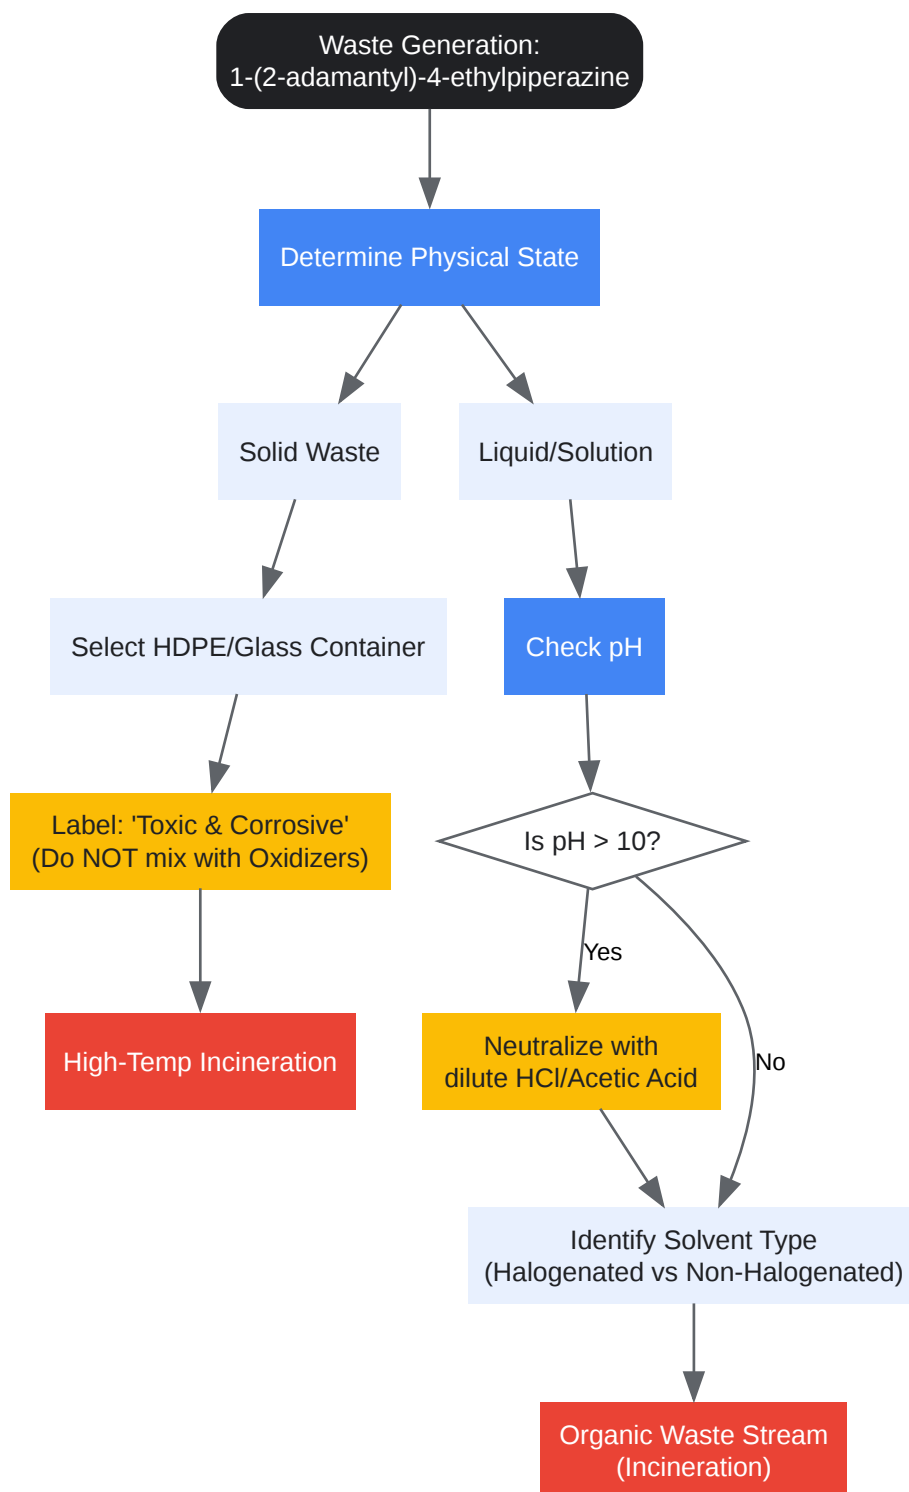 Waste Generation:
1-(2-adamantyl)-4-ethylpiperazine
Determine Physical State
Solid Waste
Liquid/Solution
Select HDPE/Glass Container
Check pH
Label: 'Toxic & Corrosive'
(Do NOT mix with Oxidizers)
Is pH > 10?
Yes
High-Temp Incineration
Neutralize with
dilute HCl/Acetic Acid
No
Identify Solvent Type
(Halogenated vs Non-Halogenated)
Organic Waste Stream
(Incineration)